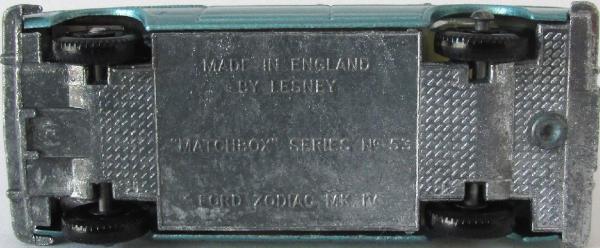 MADE IN ENGLAND
BY LESNEY
"MATCHBOX" SERIES No 53
FORD ZODIAC MK. IV